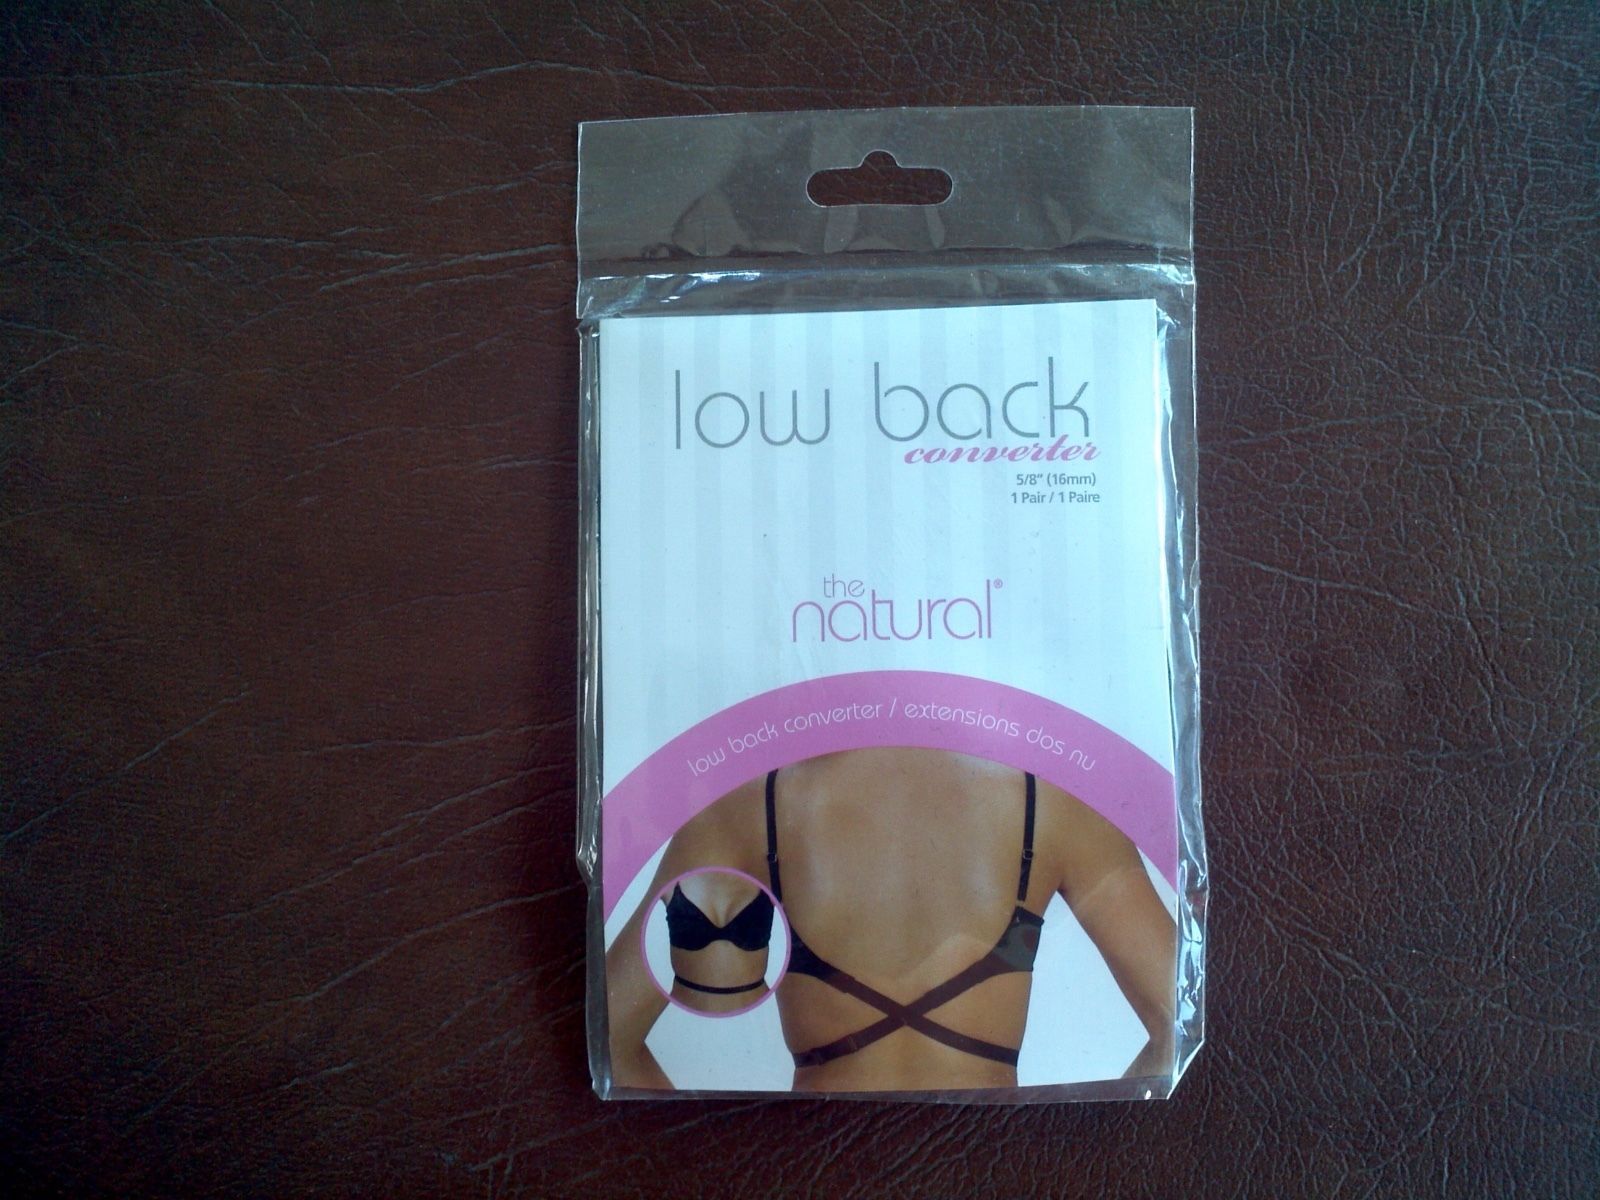 low back
converter
5/8" (16mm)
1 Pair / 1 Paire
the
natural®
low back converter / extensions dos nu